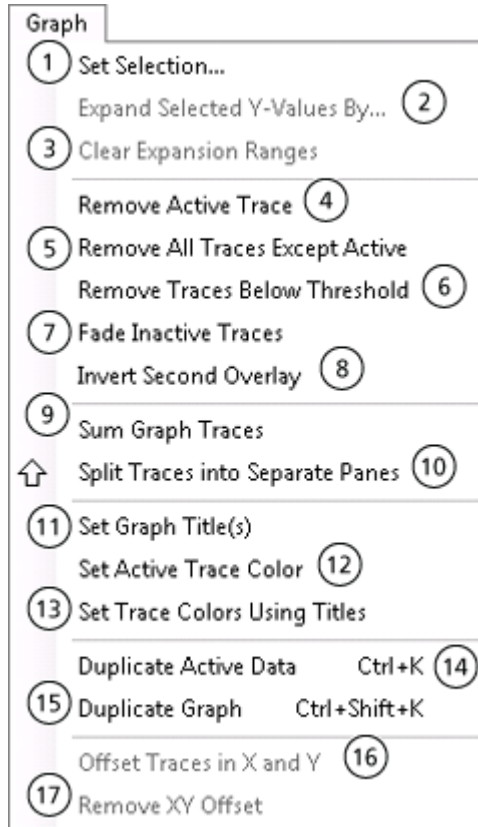 Graph
1 Set Selection...
Expand Selected Y-Values By... 2
3 Clear Expansion Ranges
Remove Active Trace 4
5 Remove All Traces Except Active
Remove Traces Below Threshold 6
7 Fade Inactive Traces
Invert Second Overlay 8
9 Sum Graph Traces
Split Traces into Separate Panes 10
11 Set Graph Title(s)
Set Active Trace Color 12
13 Set Trace Colors Using Titles
Duplicate Active Data Ctrl+K 14
15 Duplicate Graph Ctrl+Shift+K
Offset Traces in X and Y 16
17 Remove XY Offset